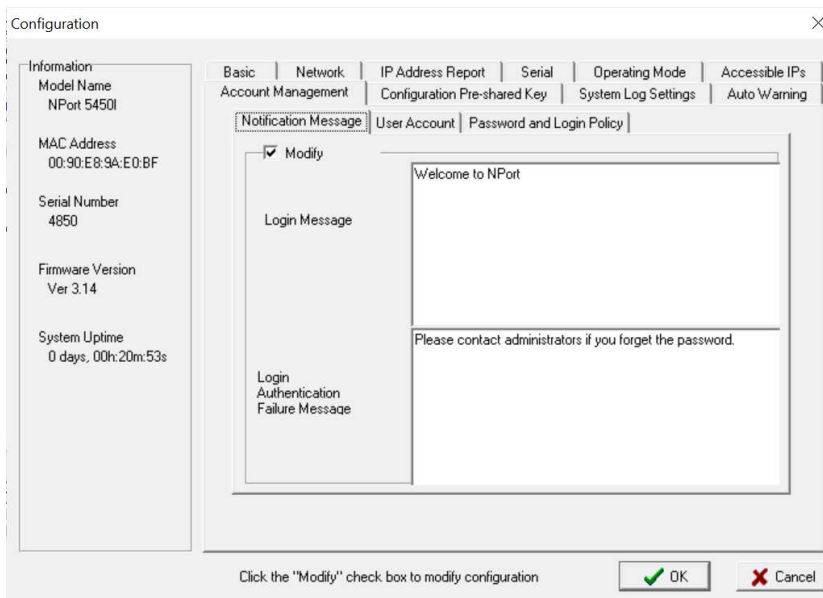 Configuration
Information
Model Name
NPort 5450I
MAC Address
00:90:E8:9A:E0:BF
Serial Number
4850
Firmware Version
Ver 3.14
System Uptime
0 days, 00h:20m:53s
Basic Network IP Address Report Serial Operating Mode Accessible IPs
Account Management Configuration Pre-shared Key System Log Settings Auto Warning
Notification Message User Account Password and Login Policy
Modify
Login Message
Welcome to NPort
Login
Authentication
Failure Message
Please contact administrators if you forget the password.
Click the "Modify" check box to modify configuration
OK
Cancel